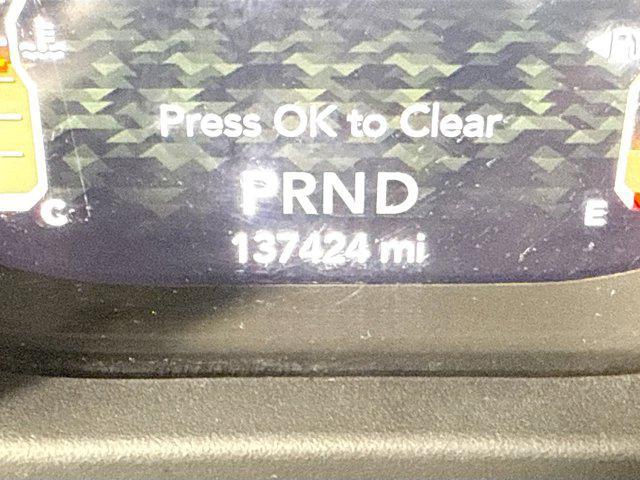 Press OK to Clear
PRND
C
E
137424 mi